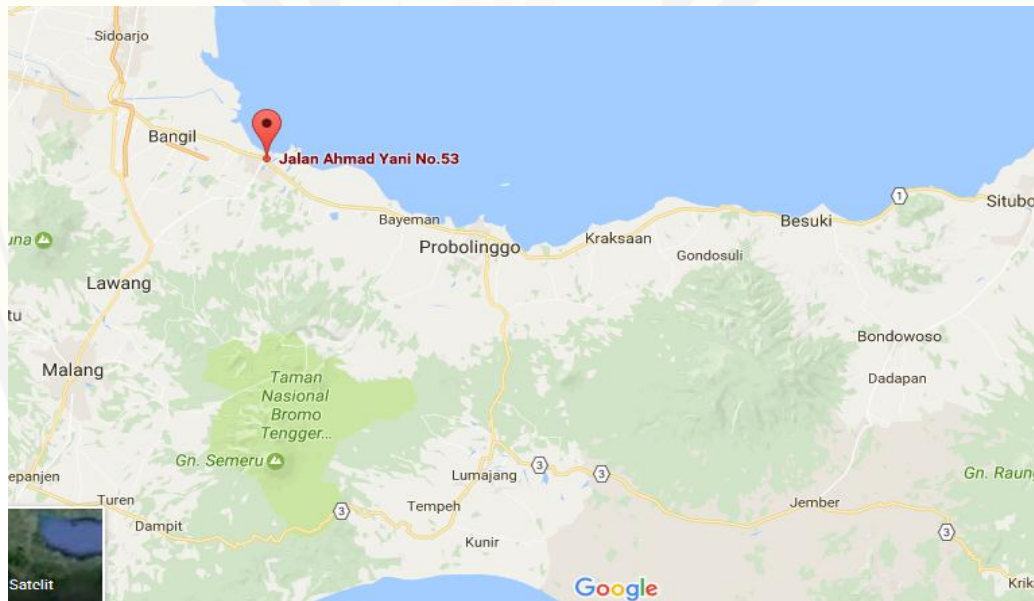 Sidoarjo
Bangil
Jalan Ahmad Yani No.53
Bayeman
Probolinggo
Kraksaan
Besuki
1
Situbo
Gondosuli
una
Lawang
tu
Bondowoso
Malang
Dadapan
Taman
Nasional
Bromo
Tengger...
Gn. Semeru
epanjen
Turen
Dampit
3
Tempeh
Lumajang
Kunir
3
3
Jember
Gn. Raung
3
Krik
Satelit
Google